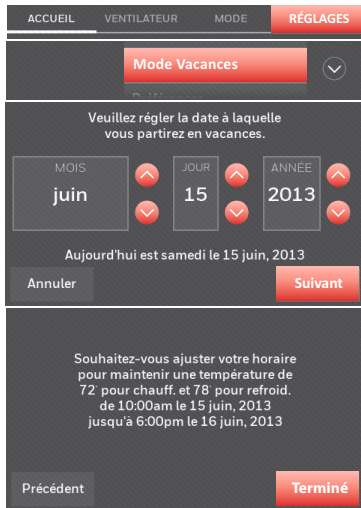 ACCUEIL VENTILATEUR MODE RÉGLAGES
Mode Vacances
Préférences
Veuillez régler la date à laquelle
vous partirez en vacances.
MOIS JOUR ANNÉE
juin 15 2013
Aujourd'hui est samedi le 15 juin, 2013
Annuler Suivant
Souhaitez-vous ajuster votre horaire
pour maintenir une température de
72° pour chauff. et 78° pour refroid.
de 10:00am le 15 juin, 2013
jusqu'à 6:00pm le 16 juin, 2013
Précédent Terminé